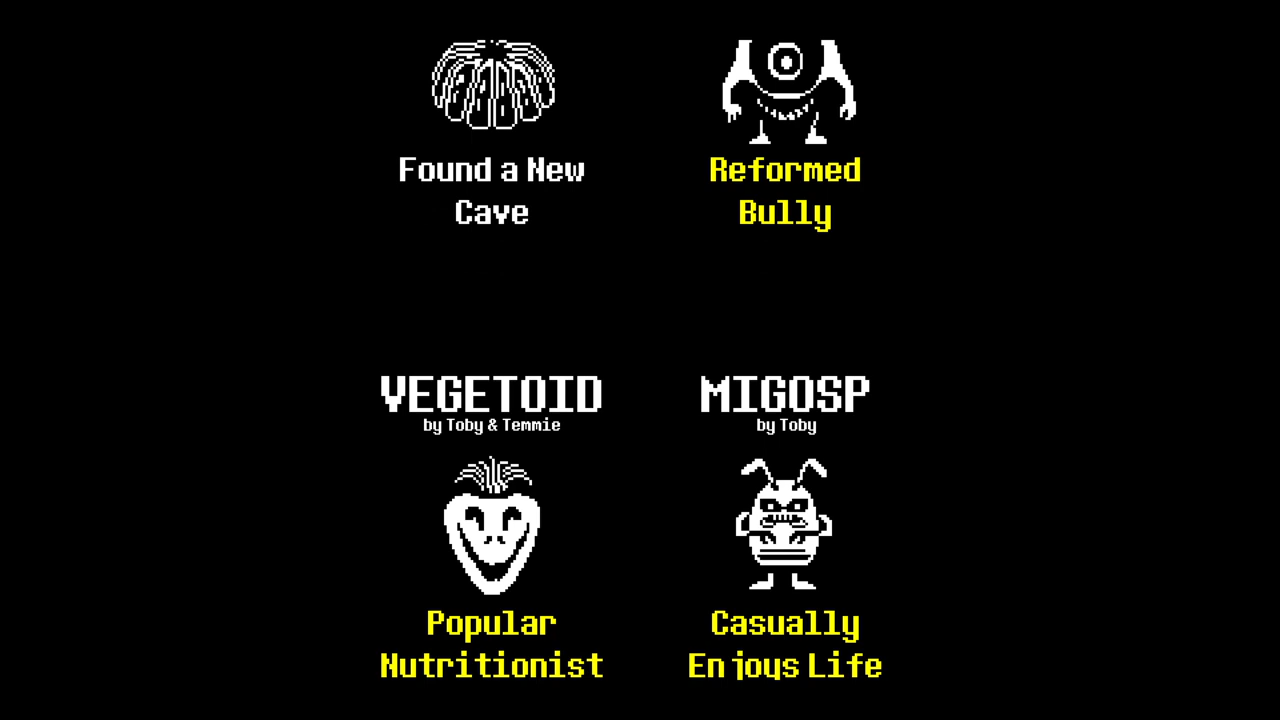 Found a New
Cave
Reformed
Bully
VEGETOID
by Toby & Temmie
Popular
Nutritionist
MIGOSP
by Toby
Casually
Enjoys Life